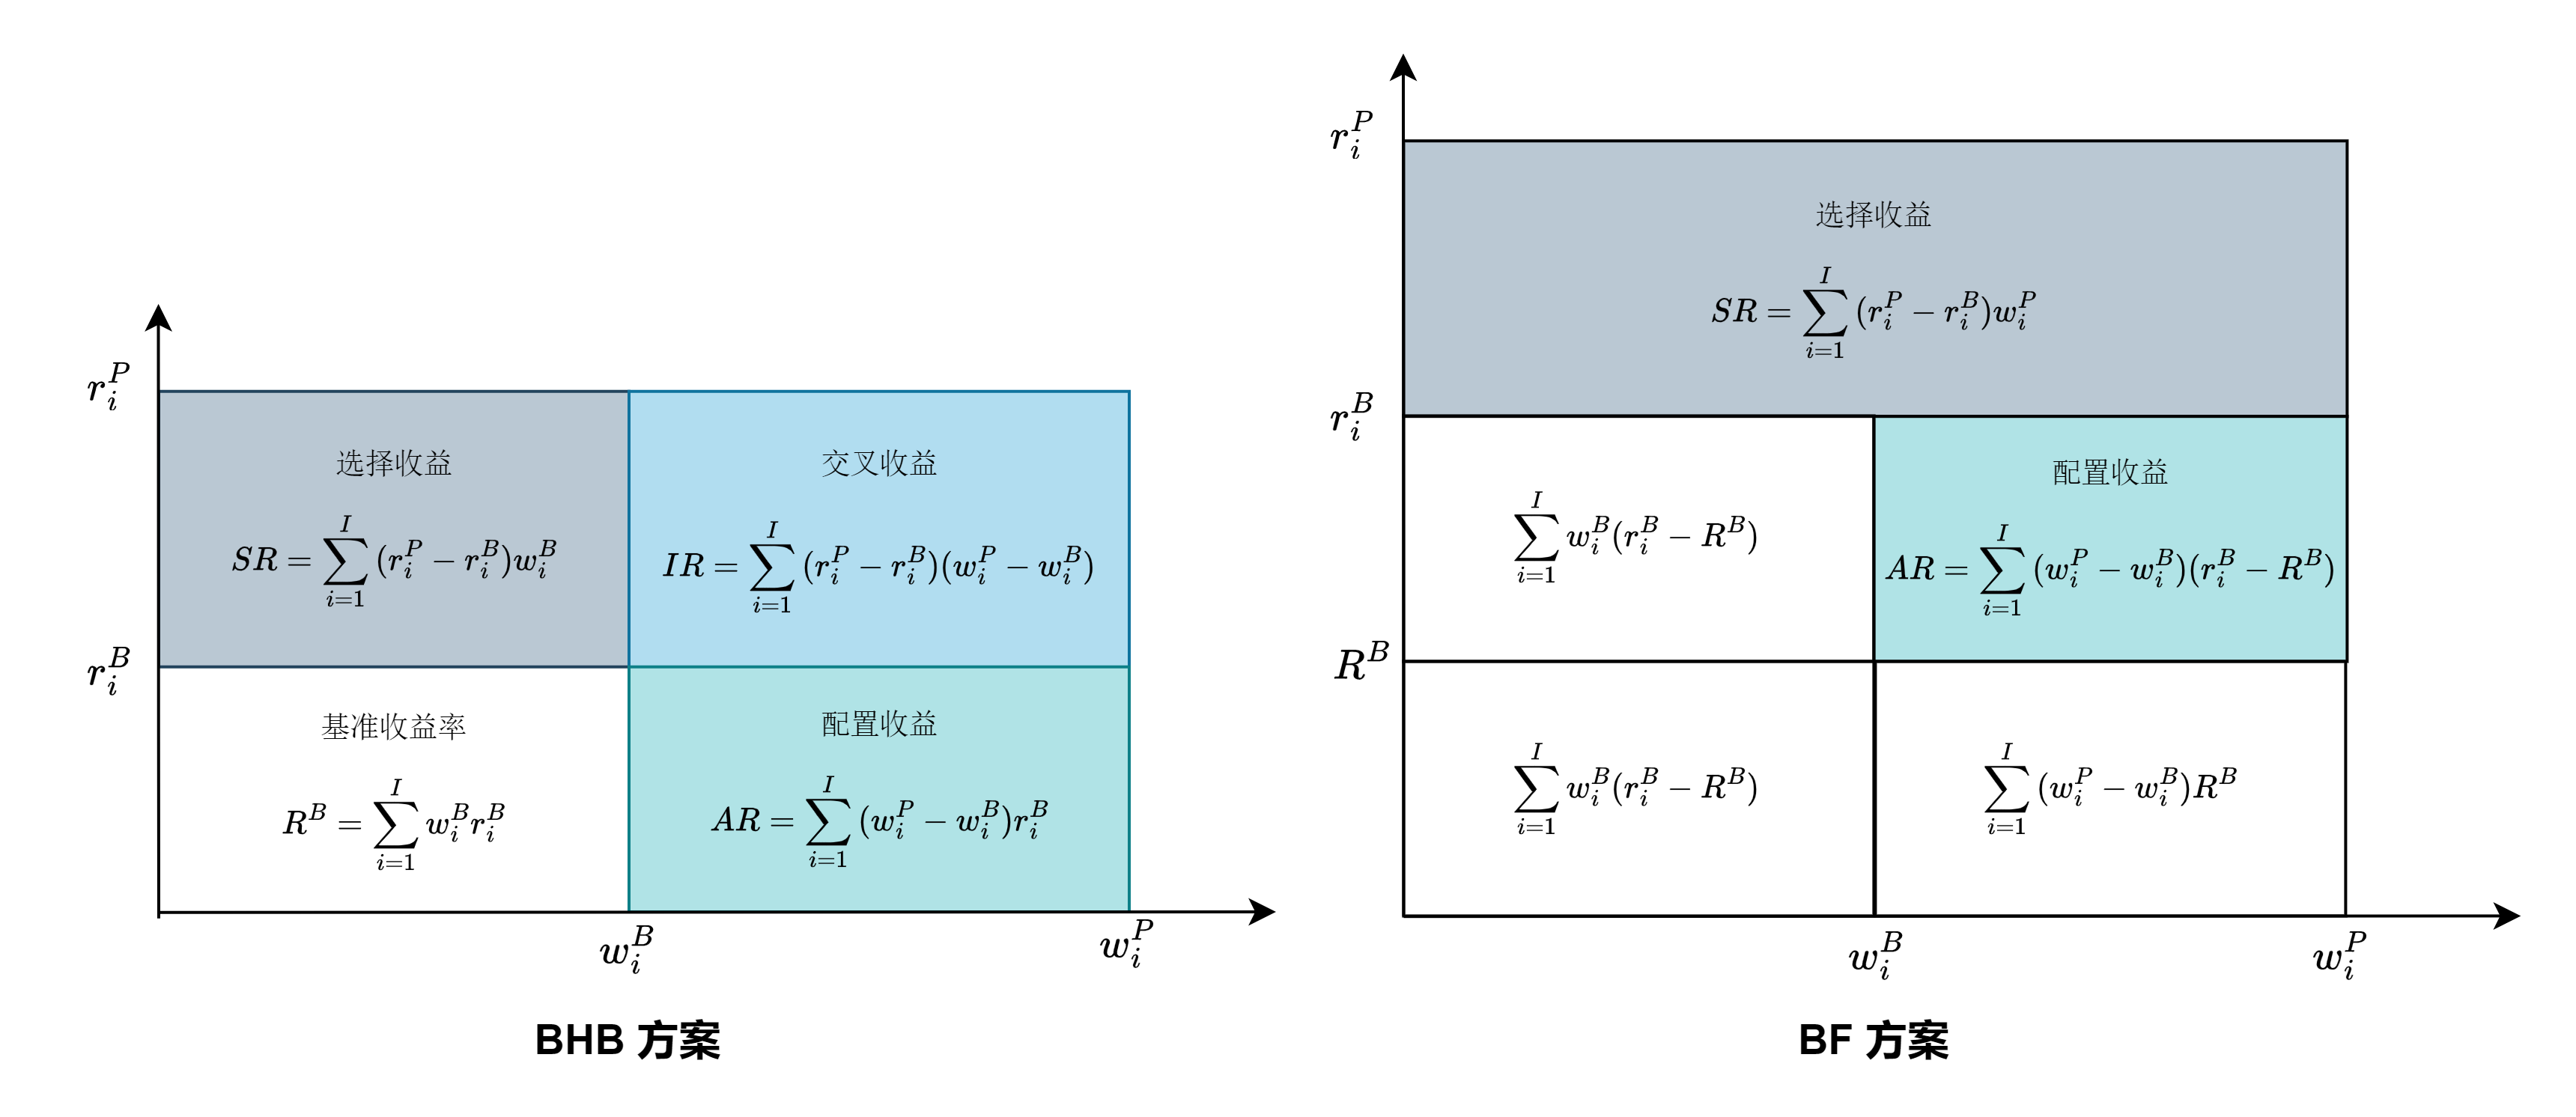 r_i^P
选择收益
SR = \sum_{i=1}^{I} (r_i^P - r_i^B) w_i^B
交叉收益
IR = \sum_{i=1}^{I} (r_i^P - r_i^B)(w_i^P - w_i^B)
r_i^B
基准收益率
R^B = \sum_{i=1}^{I} w_i^B r_i^B
配置收益
AR = \sum_{i=1}^{I} (w_i^P - w_i^B) r_i^B
w_i^B
w_i^P
BHB 方案
r_i^P
选择收益
SR = \sum_{i=1}^{I} (r_i^P - r_i^B) w_i^P
r_i^B
\sum_{i=1}^{I} w_i^B (r_i^B - R^B)
配置收益
AR = \sum_{i=1}^{I} (w_i^P - w_i^B)(r_i^B - R^B)
R^B
\sum_{i=1}^{I} w_i^B (r_i^B - R^B)
\sum_{i=1}^{I} (w_i^P - w_i^B) R^B
w_i^B
w_i^P
BF 方案